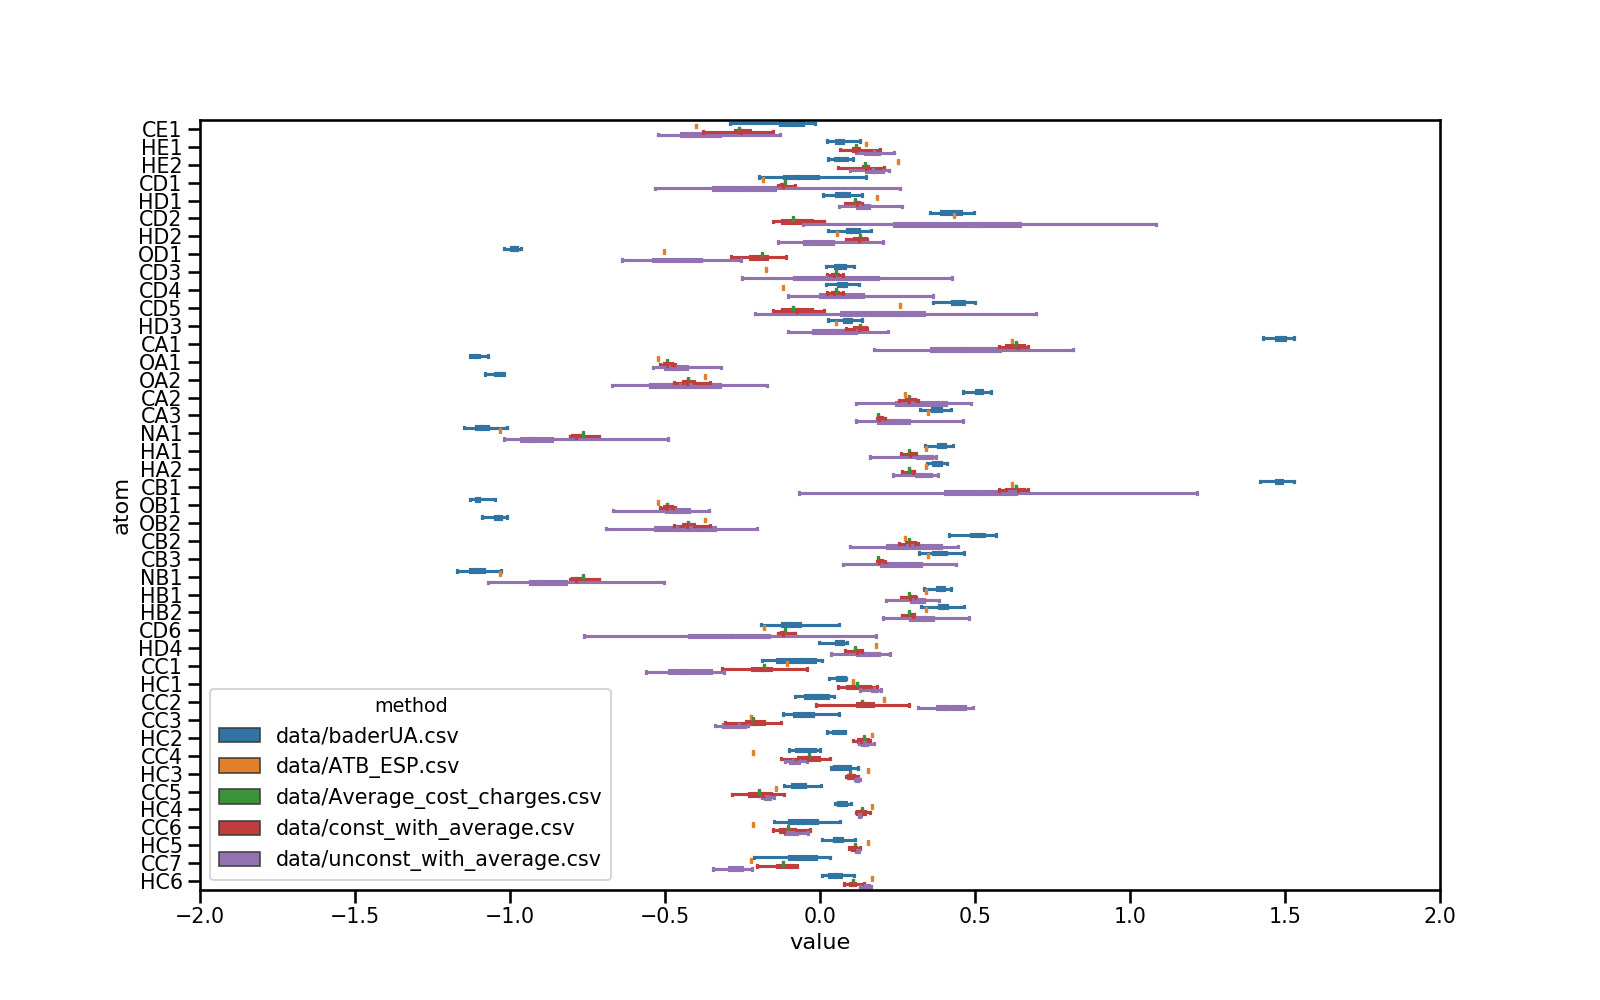 CE1
HE1
HE2
CD1
HD1
CD2
HD2
OD1
CD3
CD4
CD5
HD3
CA1
OA1
OA2
CA2
CA3
NA1
HA1
HA2
CB1
OB1
OB2
CB2
CB3
NB1
HB1
HB2
CD6
HD4
CC1
HC1
CC2
CC3
HC2
CC4
HC3
CC5
HC4
CC6
HC5
CC7
HC6
atom
method
data/baderUA.csv
data/ATB_ESP.csv
data/Average_cost_charges.csv
data/const_with_average.csv
data/unconst_with_average.csv
−2.0 −1.5 −1.0 −0.5 0.0 0.5 1.0 1.5 2.0
value